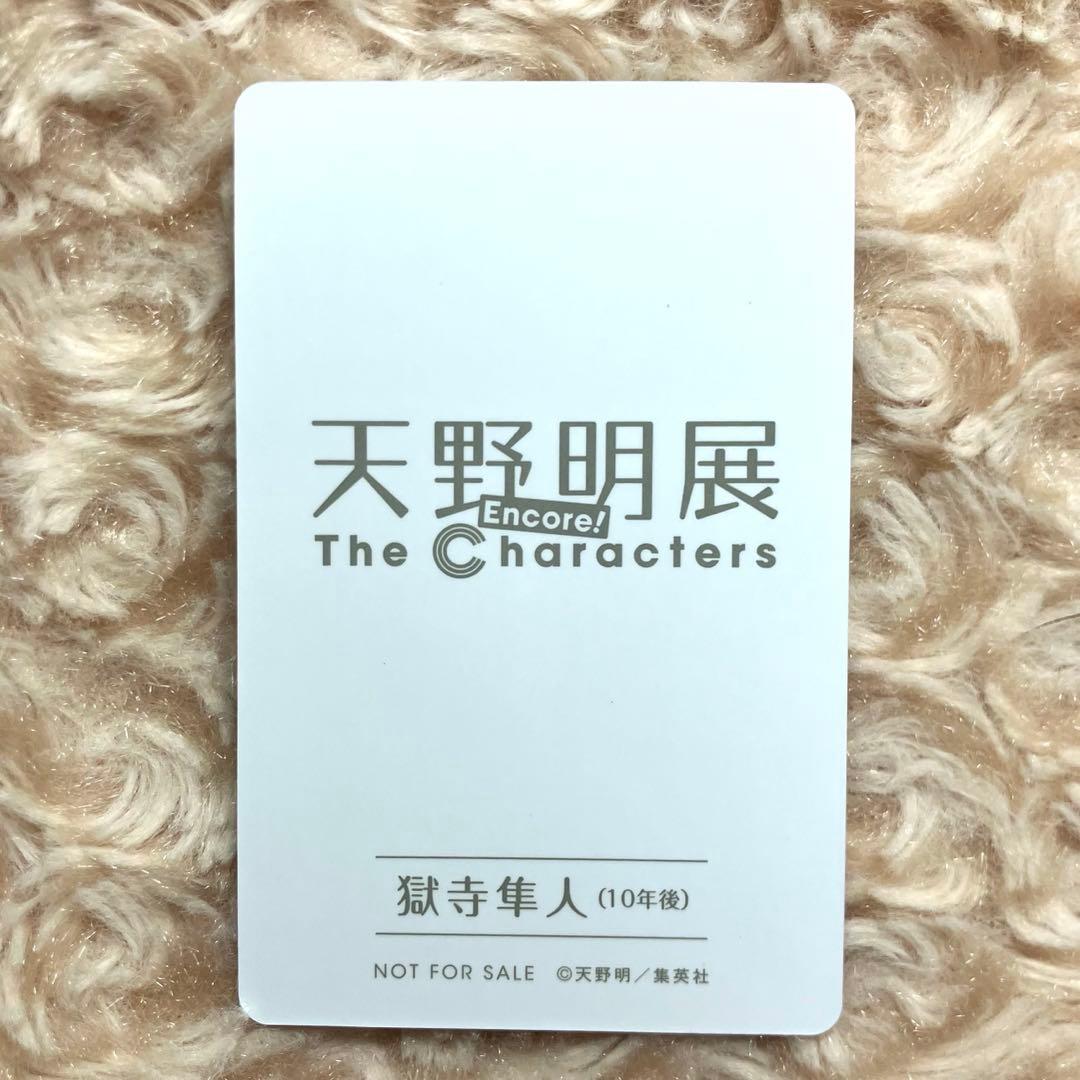 天野明展
Encore!
The Characters
獄寺隼人(10年後)
NOT FOR SALE ©天野明／集英社